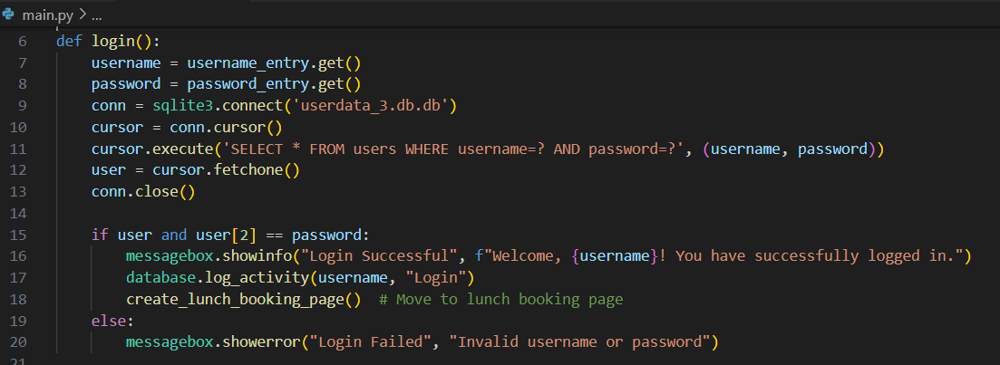 main.py > ...
6 def login():
7     username = username_entry.get()
8     password = password_entry.get()
9     conn = sqlite3.connect('userdata_3.db.db')
10     cursor = conn.cursor()
11     cursor.execute('SELECT * FROM users WHERE username=? AND password=?', (username, password))
12     user = cursor.fetchone()
13     conn.close()
14
15     if user and user[2] == password:
16         messagebox.showinfo("Login Successful", f"Welcome, {username}! You have successfully logged in.")
17         database.log_activity(username, "Login")
18         create_lunch_booking_page()  # Move to lunch booking page
19     else:
20         messagebox.showerror("Login Failed", "Invalid username or password")
21